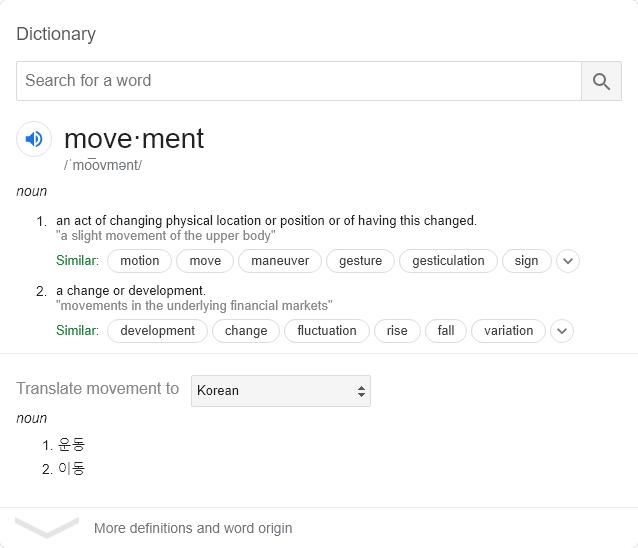 Dictionary
Search for a word
move·ment
/ˈmo͞ovmənt/
noun
1. an act of changing physical location or position or of having this changed.
"a slight movement of the upper body"
Similar: motion move maneuver gesture gesticulation sign
2. a change or development.
"movements in the underlying financial markets"
Similar: development change fluctuation rise fall variation
Translate movement to Korean
noun
1. 운동
2. 이동
More definitions and word origin